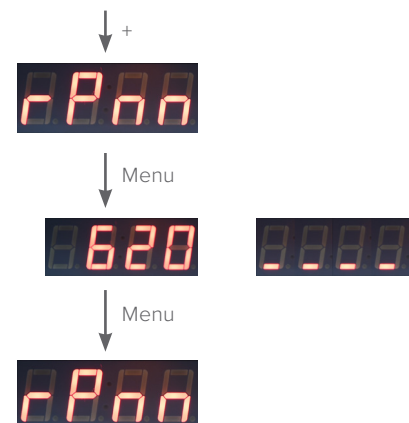 +
rPnn
Menu
620 _ _ _ _
Menu
rPnn